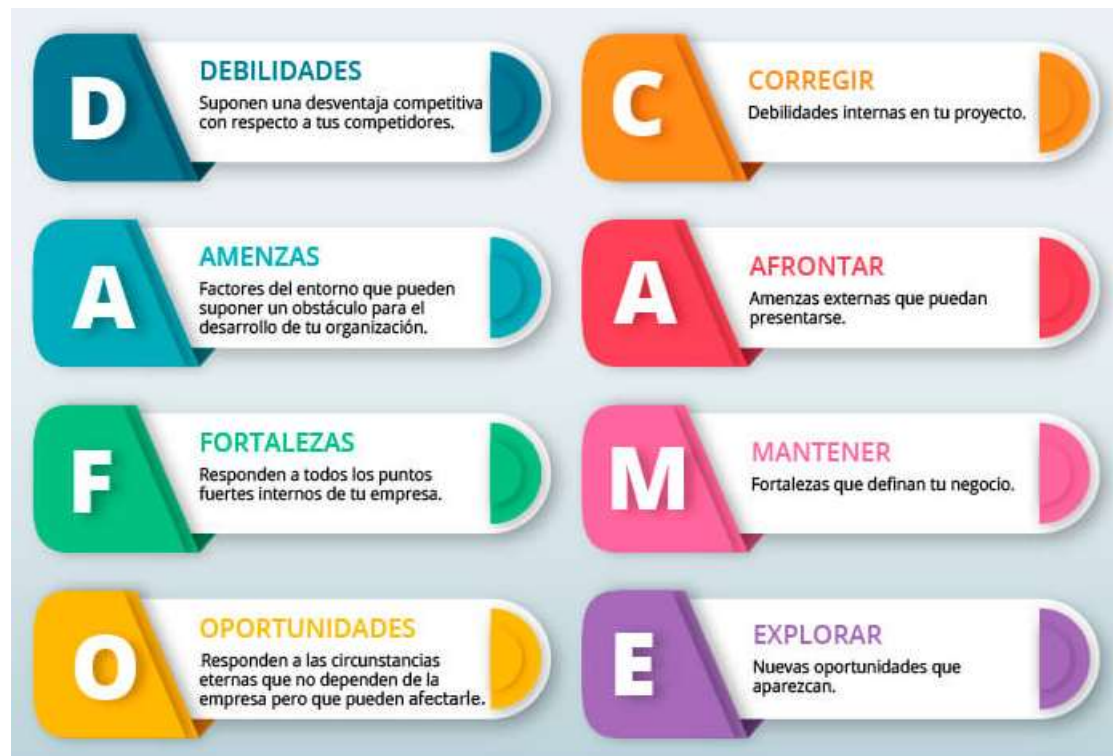 D
DEBILIDADES
Suponen una desventaja competitiva
con respecto a tus competidores.
C
CORREGIR
Debilidades internas en tu proyecto.
A
AMENZAS
Factores del entorno que pueden
suponer un obstáculo para el
desarrollo de tu organización.
A
AFRONTAR
Amenzas externas que puedan
presentarse.
F
FORTALEZAS
Responden a todos los puntos
fuertes internos de tu empresa.
M
MANTENER
Fortalezas que definan tu negocio.
O
OPORTUNIDADES
Responden a las circunstancias
eternas que no dependen de la
empresa pero que pueden afectarle.
E
EXPLORAR
Nuevas oportunidades que
aparezcan.